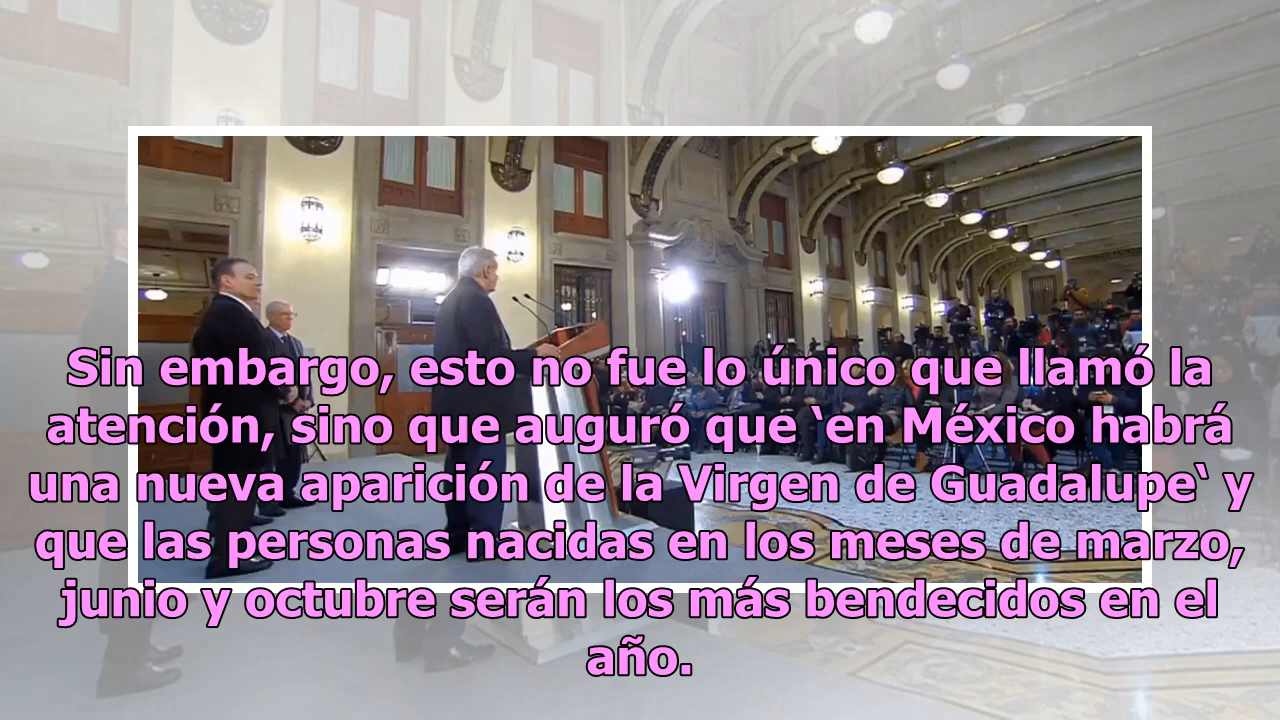 Sin embargo, esto no fue lo único que llamó la
atención, sino que auguró que ‛en México habrá
una nueva aparición de la Virgen de Guadalupe‛ y
que las personas nacidas en los meses de marzo,
junio y octubre serán los más bendecidos en el
año.